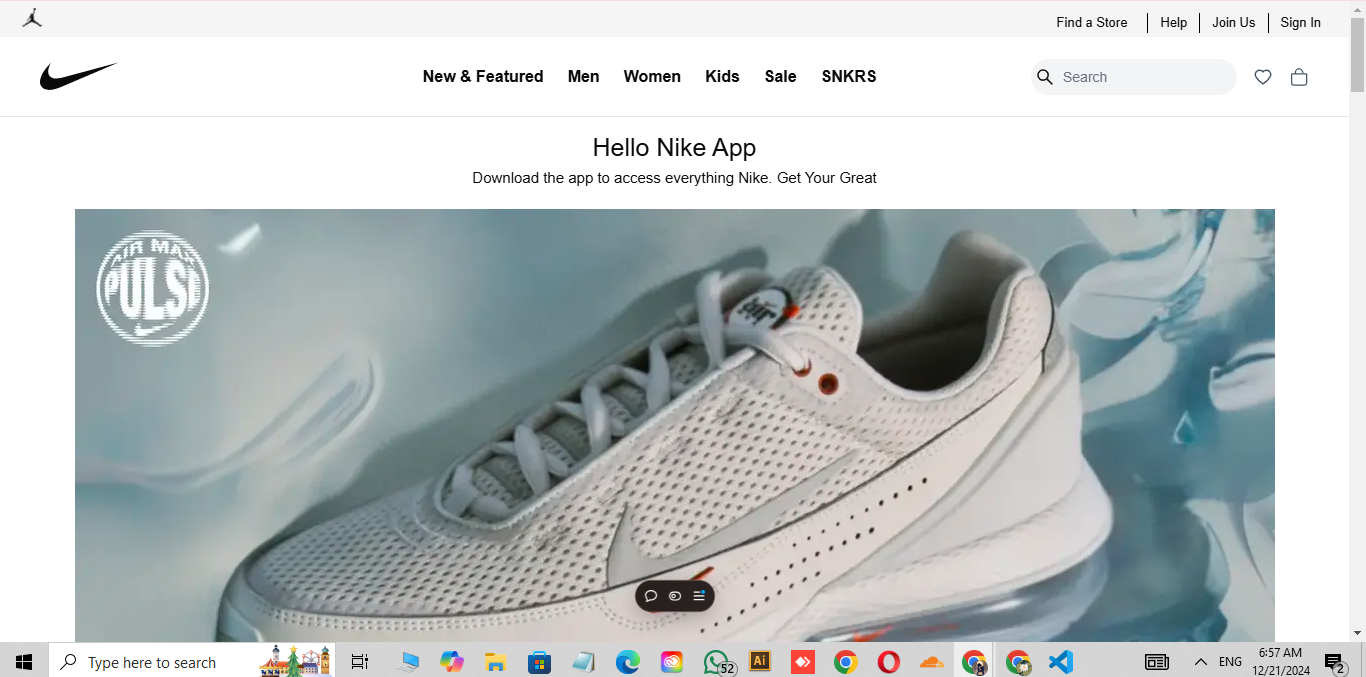 Find a Store
Help
Join Us
Sign In
New & Featured
Men
Women
Kids
Sale
SNKRS
Search
Hello Nike App
Download the app to access everything Nike. Get Your Great
AIR MAX
PULSE
AIR
Type here to search
52
Ai
ENG
6:57 AM
12/21/2024
2